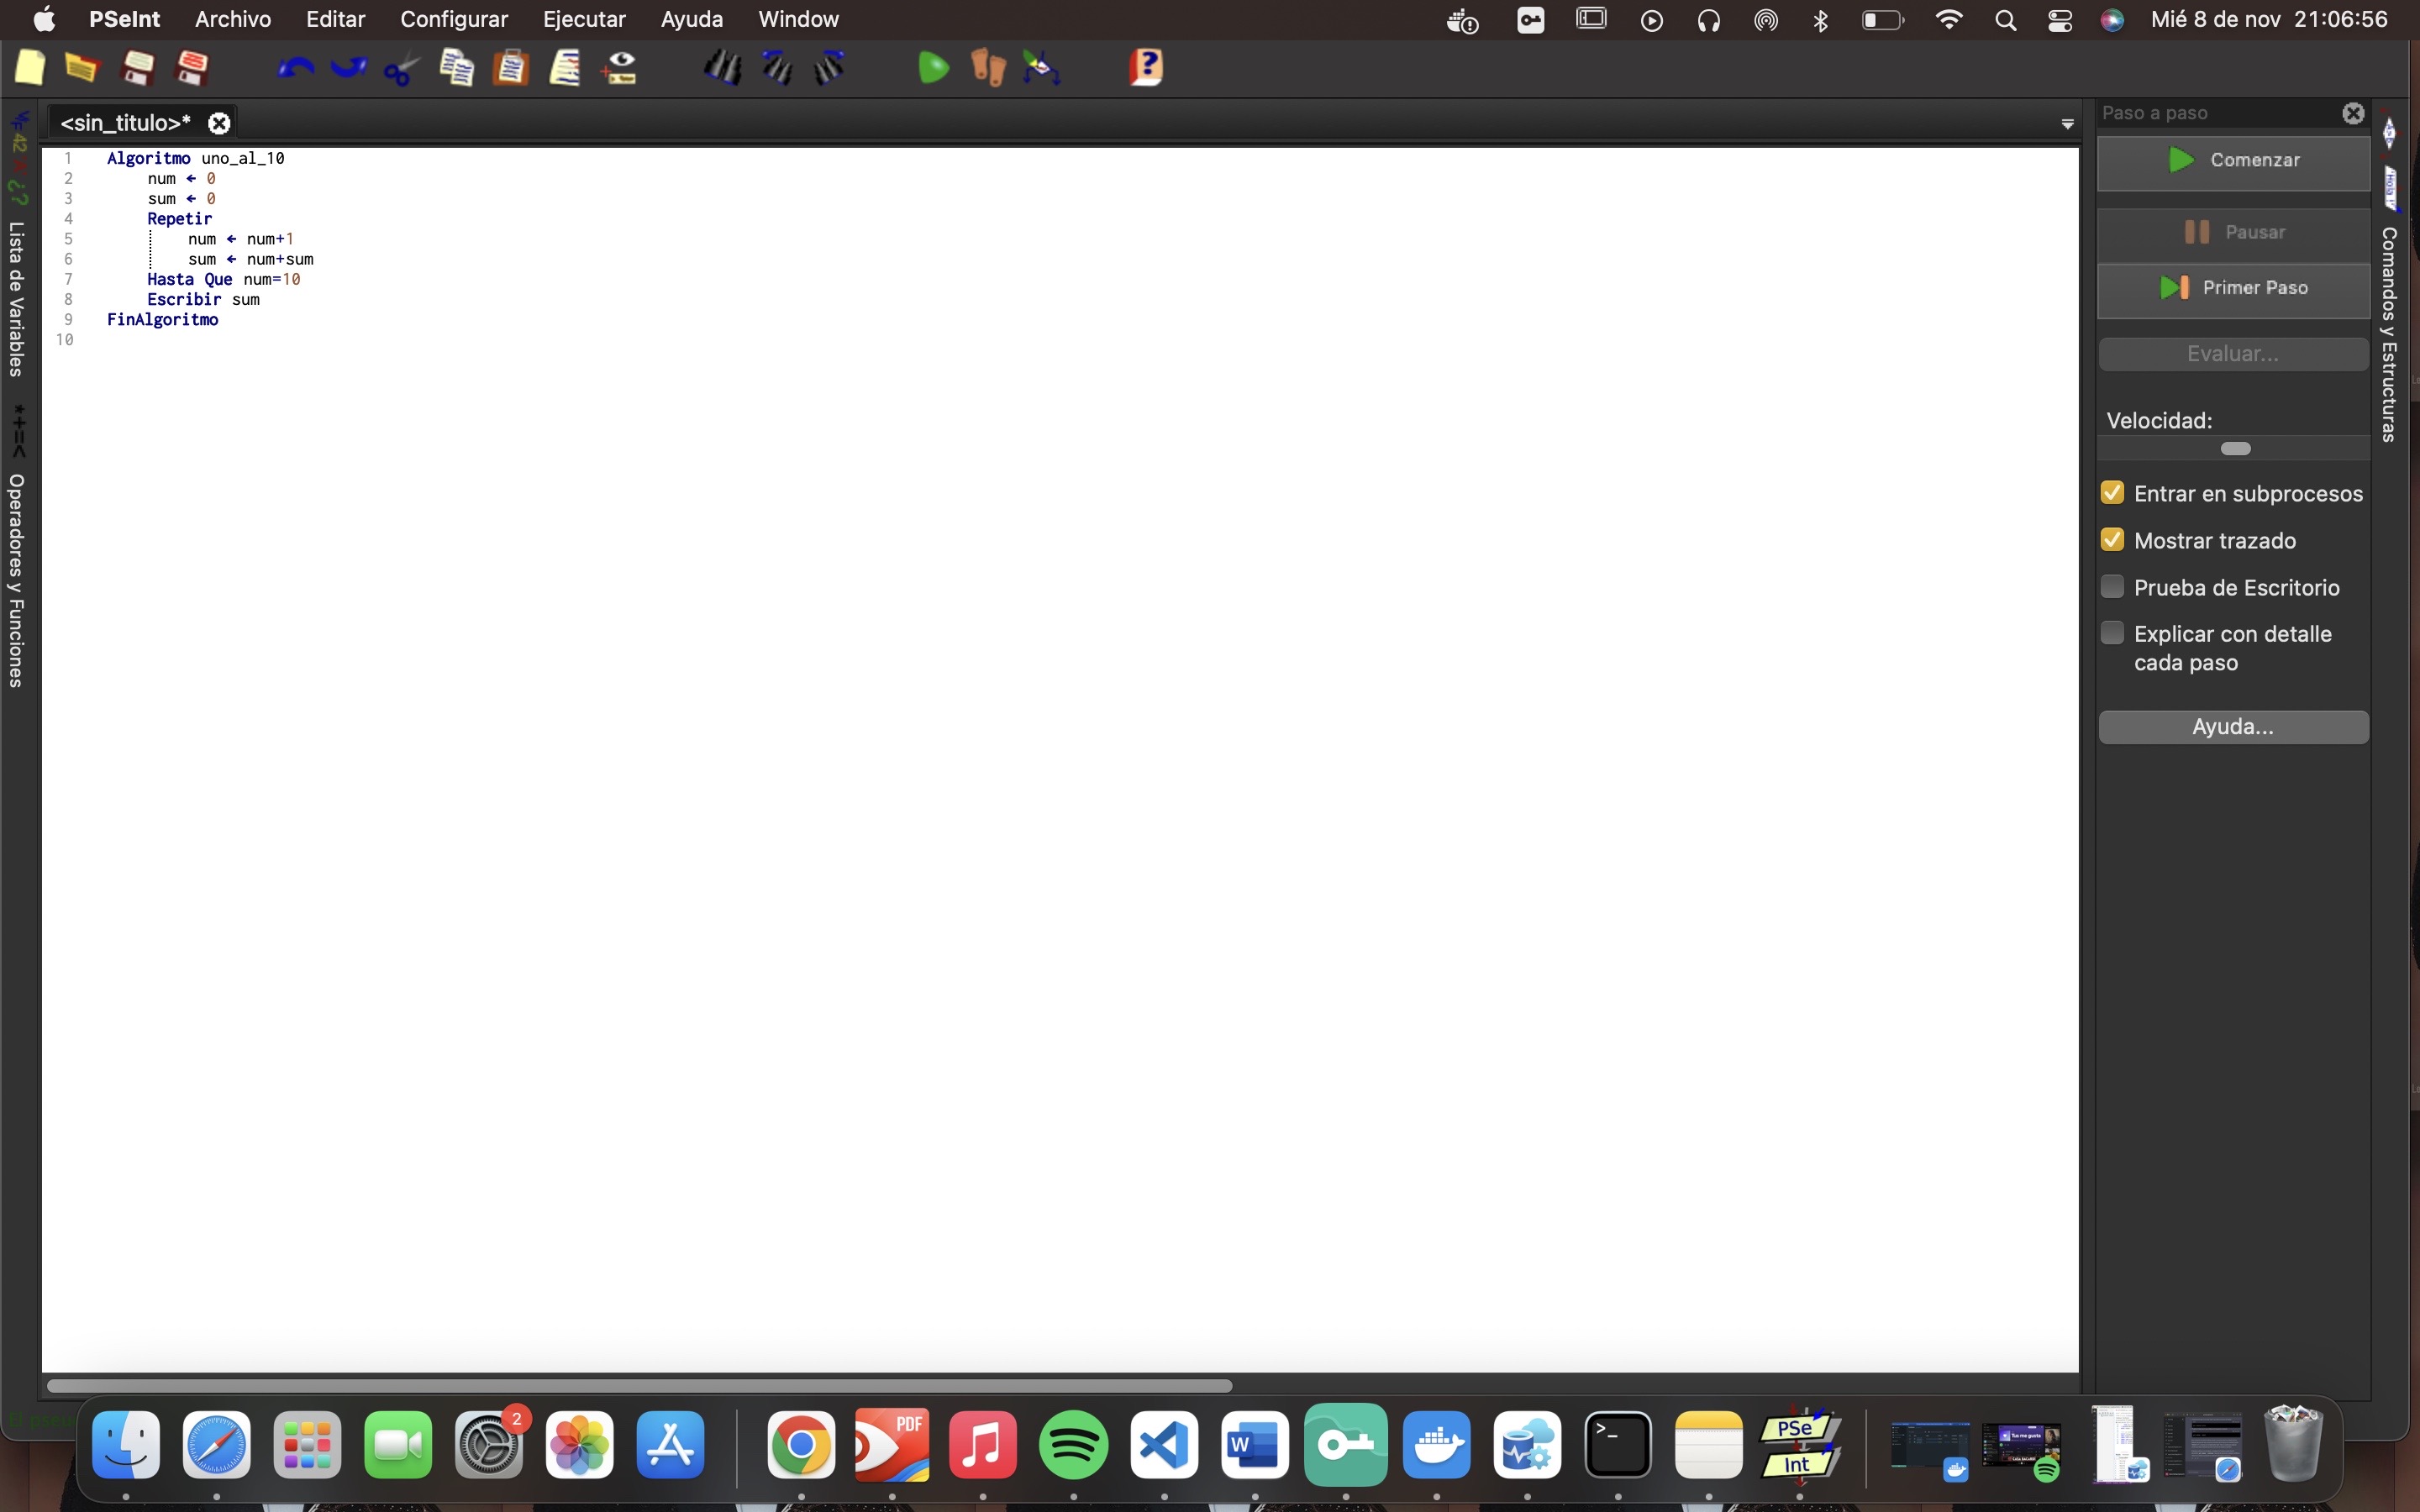 PSeInt Archivo Editar Configurar Ejecutar Ayuda Window Mié 8 de nov 21:06:56
<sin_titulo>*
1 Algoritmo uno_al_10
2 num ← 0
3 sum ← 0
4 Repetir
5 num ← num+1
6 sum ← num+sum
7 Hasta Que num=10
8 Escribir sum
9 FinAlgoritmo
10
Lista de Variables
*+=<
Operadores y Funciones
Paso a paso
Comenzar
Pausar
Primer Paso
Evaluar...
Velocidad:
Entrar en subprocesos
Mostrar trazado
Prueba de Escritorio
Explicar con detalle
cada paso
Ayuda...
Comandos y Estructuras
2
PDF
W
>_
PSe
Int